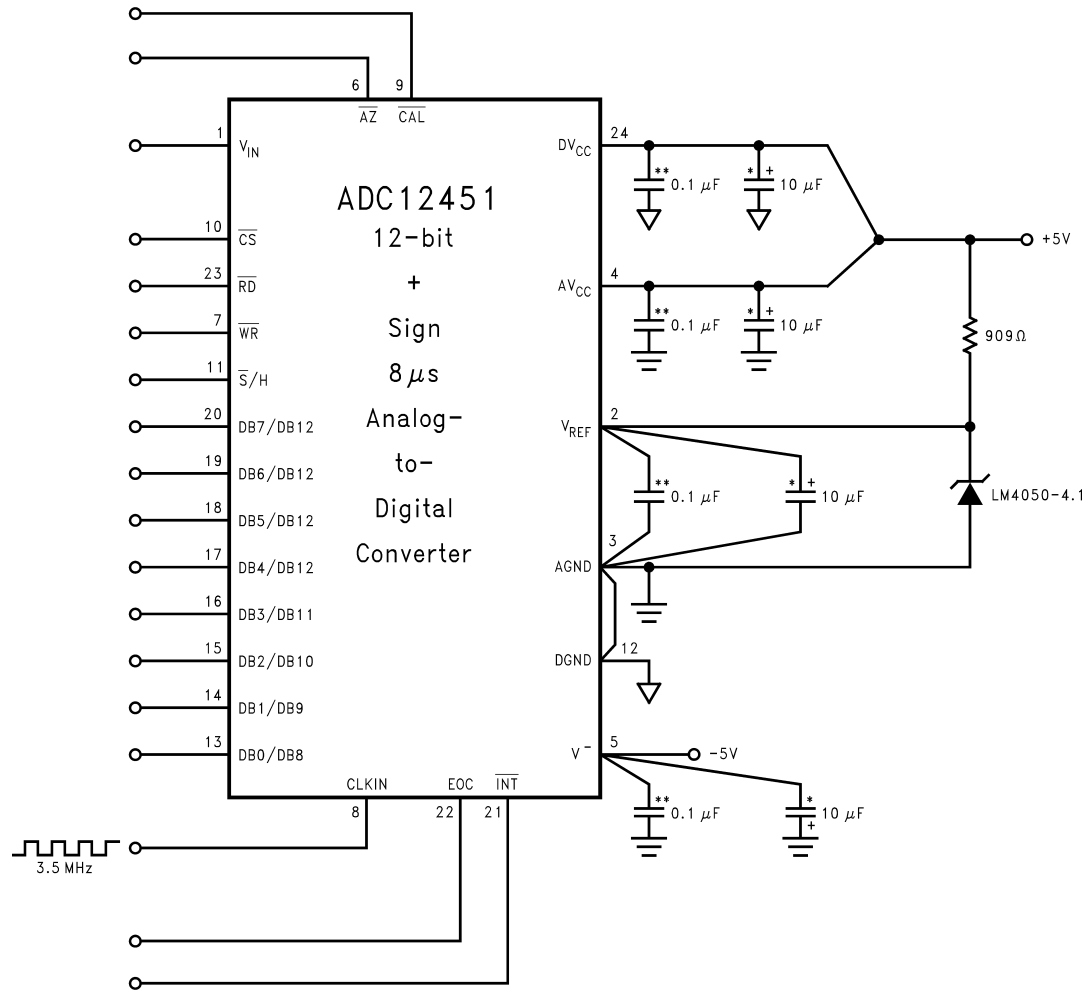 6 9
AZ CAL
1 VIN
DVCC 24
** 0.1 μF
* + 10 μF
ADC12451
12-bit
+
Sign
8 μs
Analog-
to-
Digital
Converter
10 CS
+5V
23 RD
AVCC 4
** 0.1 μF
* + 10 μF
7 WR
909Ω
11 S/H
20 DB7/DB12
VREF 2
19 DB6/DB12
** 0.1 μF
* + 10 μF
LM4050-4.1
18 DB5/DB12
17 DB4/DB12
AGND 3
16 DB3/DB11
15 DB2/DB10
DGND 12
14 DB1/DB9
13 DB0/DB8
V- 5
-5V
** 0.1 μF
* 10 μF +
CLKIN EOC INT
8 22 21
3.5 MHz